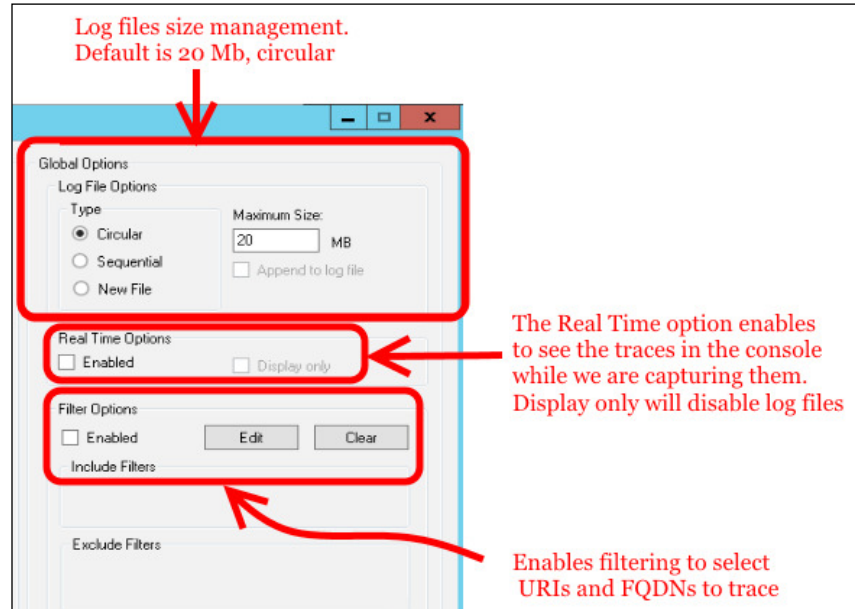 Log files size management.
Default is 20 Mb, circular
Global Options
Log File Options
Type
Circular
Sequential
New File
Maximum Size:
20 MB
Append to log file
Real Time Options
Enabled
Display only
The Real Time option enables
to see the traces in the console
while we are capturing them.
Display only will disable log files
Filter Options
Enabled
Edit
Clear
Include Filters
Exclude Filters
Enables filtering to select
URIs and FQDNs to trace